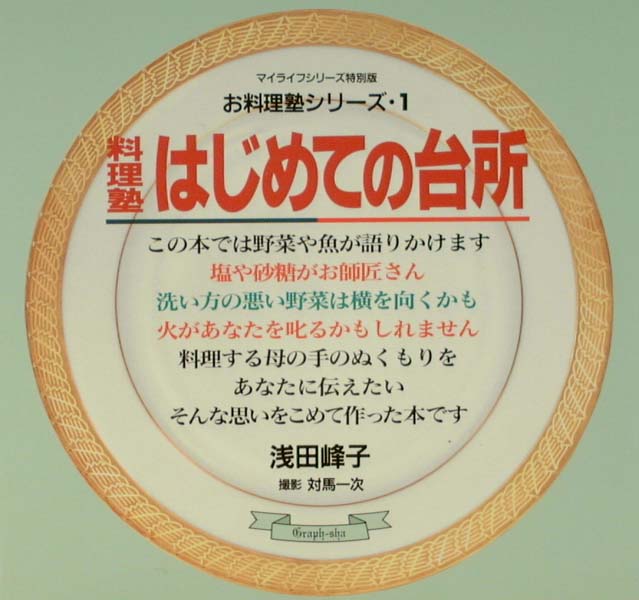 マイライフシリーズ特別版
お料理塾シリーズ・1
料理塾 はじめての台所
この本では野菜や魚が語りかけます
塩や砂糖がお師匠さん
洗い方の悪い野菜は横を向くかも
火があなたを叱るかもしれません
料理する母の手のぬくもりを
あなたに伝えたい
そんな思いをこめて作った本です
浅田峰子
撮影 対馬一次
Graph-sha